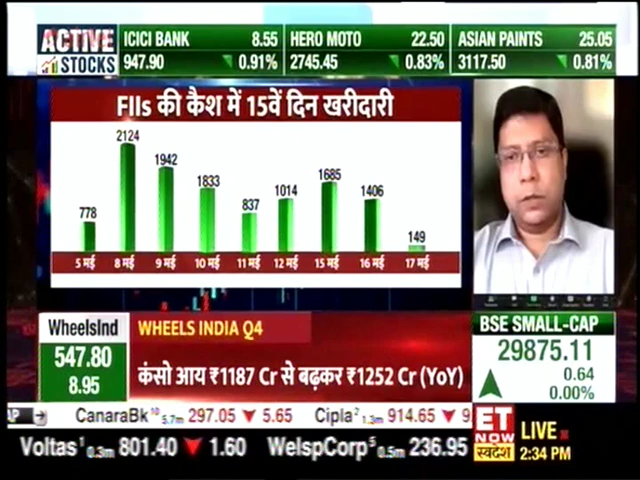 ACTIVE
STOCKS
ICICI BANK 8.55
947.90 ▼ 0.91%
HERO MOTO 22.50
2745.45 ▼ 0.83%
ASIAN PAINTS 25.05
3117.50 ▼ 0.81%
FIIs की कैश में 15वें दिन खरीदारी
778
2124
1942
1833
837
1014
1685
1406
149
5 मई
8 मई
9 मई
10 मई
11 मई
12 मई
15 मई
16 मई
17 मई
WheelsInd
547.80
8.95
WHEELS INDIA Q4
कंसो आय ₹1187 Cr से बढ़कर ₹1252 Cr (YoY)
BSE SMALL-CAP
29875.11
▲ 0.64
0.00%
CanaraBk 5.7m 297.05 ▼ 5.65 Cipla 1.3m 914.65 ▼ 9
Voltas 0.3m 801.40 ▼ 1.60 WelspCorp 0.5m 236.95
ET
NOW
स्वदेश
LIVE
2:34 PM